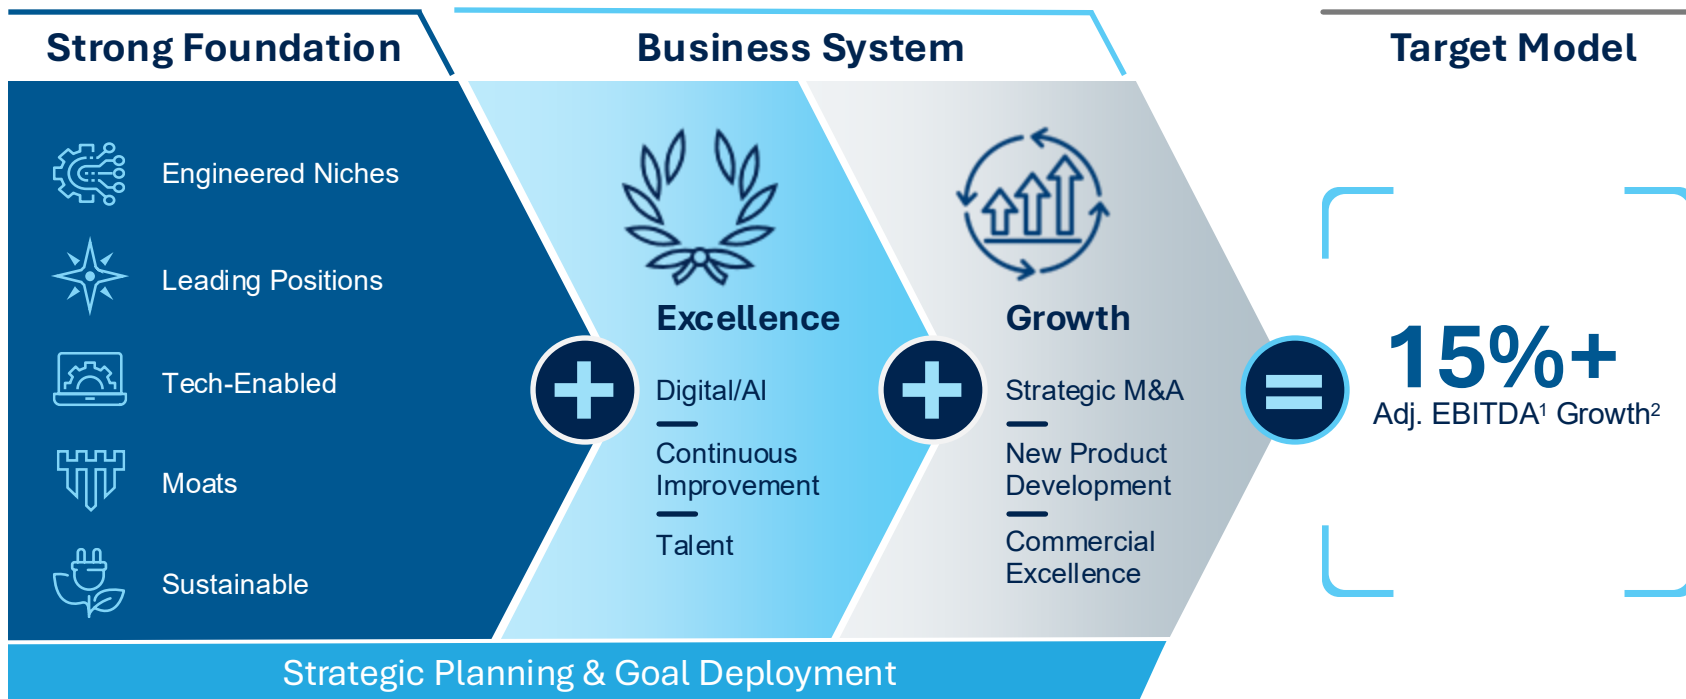 Strong Foundation
Engineered Niches
Leading Positions
Tech-Enabled
Moats
Sustainable
Business System
Excellence
Digital/AI
Continuous
Improvement
Talent
Growth
Strategic M&A
New Product
Development
Commercial
Excellence
Target Model
15%+
Adj. EBITDA¹ Growth²
Strategic Planning & Goal Deployment